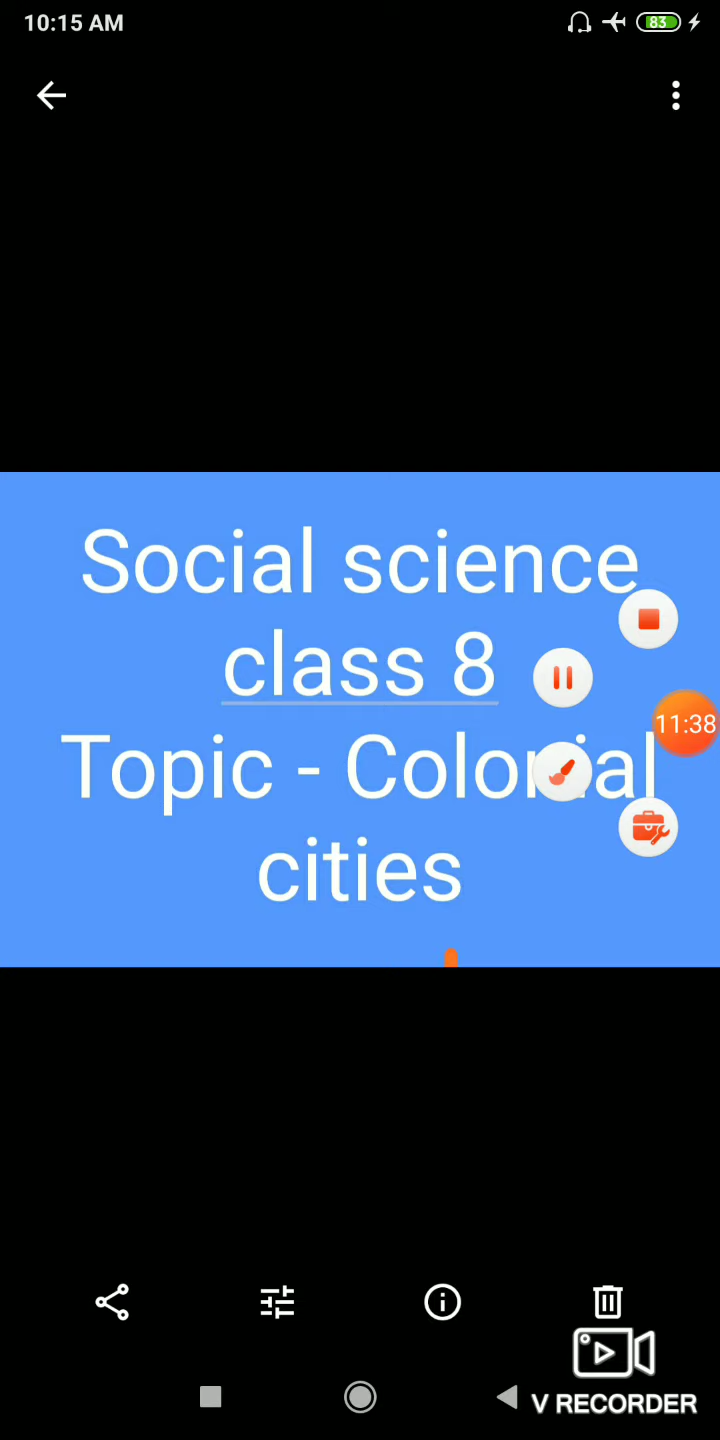 10:15 AM
83
Social science
class 8
11:38
Topic - Colonial
cities
V RECORDER